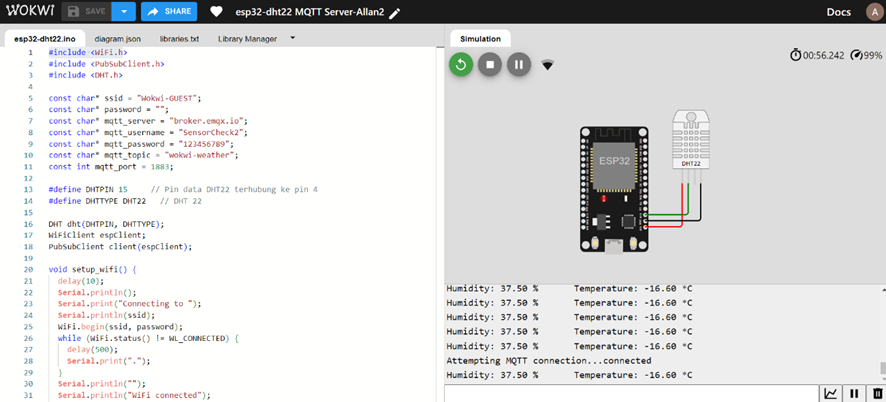 WOKWI SAVE SHARE esp32-dht22 MQTT Server-Allan2 Docs A
esp32-dht22.ino diagram.json libraries.txt Library Manager
1 #include <WiFi.h>
2 #include <PubSubClient.h>
3 #include <DHT.h>
4
5 const char* ssid = "Wokwi-GUEST";
6 const char* password = "";
7 const char* mqtt_server = "broker.emqx.io";
8 const char* mqtt_username = "SensorCheck2";
9 const char* mqtt_password = "123456789";
10 const char* mqtt_topic = "wokwi-weather";
11 const int mqtt_port = 1883;
12
13 #define DHTPIN 15 // Pin data DHT22 terhubung ke pin 4
14 #define DHTTYPE DHT22 // DHT 22
15
16 DHT dht(DHTPIN, DHTTYPE);
17 WiFiClient espClient;
18 PubSubClient client(espClient);
19
20 void setup_wifi() {
21 delay(10);
22 Serial.println();
23 Serial.print("Connecting to ");
24 Serial.println(ssid);
25 WiFi.begin(ssid, password);
26 while (WiFi.status() != WL_CONNECTED) {
27 delay(500);
28 Serial.print(".");
29 }
30 Serial.println("");
31 Serial.println("WiFi connected");
Simulation
00:56.242 99%
ESP32
DHT22
Humidity: 37.50 % Temperature: -16.60 °C
Humidity: 37.50 % Temperature: -16.60 °C
Humidity: 37.50 % Temperature: -16.60 °C
Humidity: 37.50 % Temperature: -16.60 °C
Humidity: 37.50 % Temperature: -16.60 °C
Attempting MQTT connection...connected
Humidity: 37.50 % Temperature: -16.60 °C